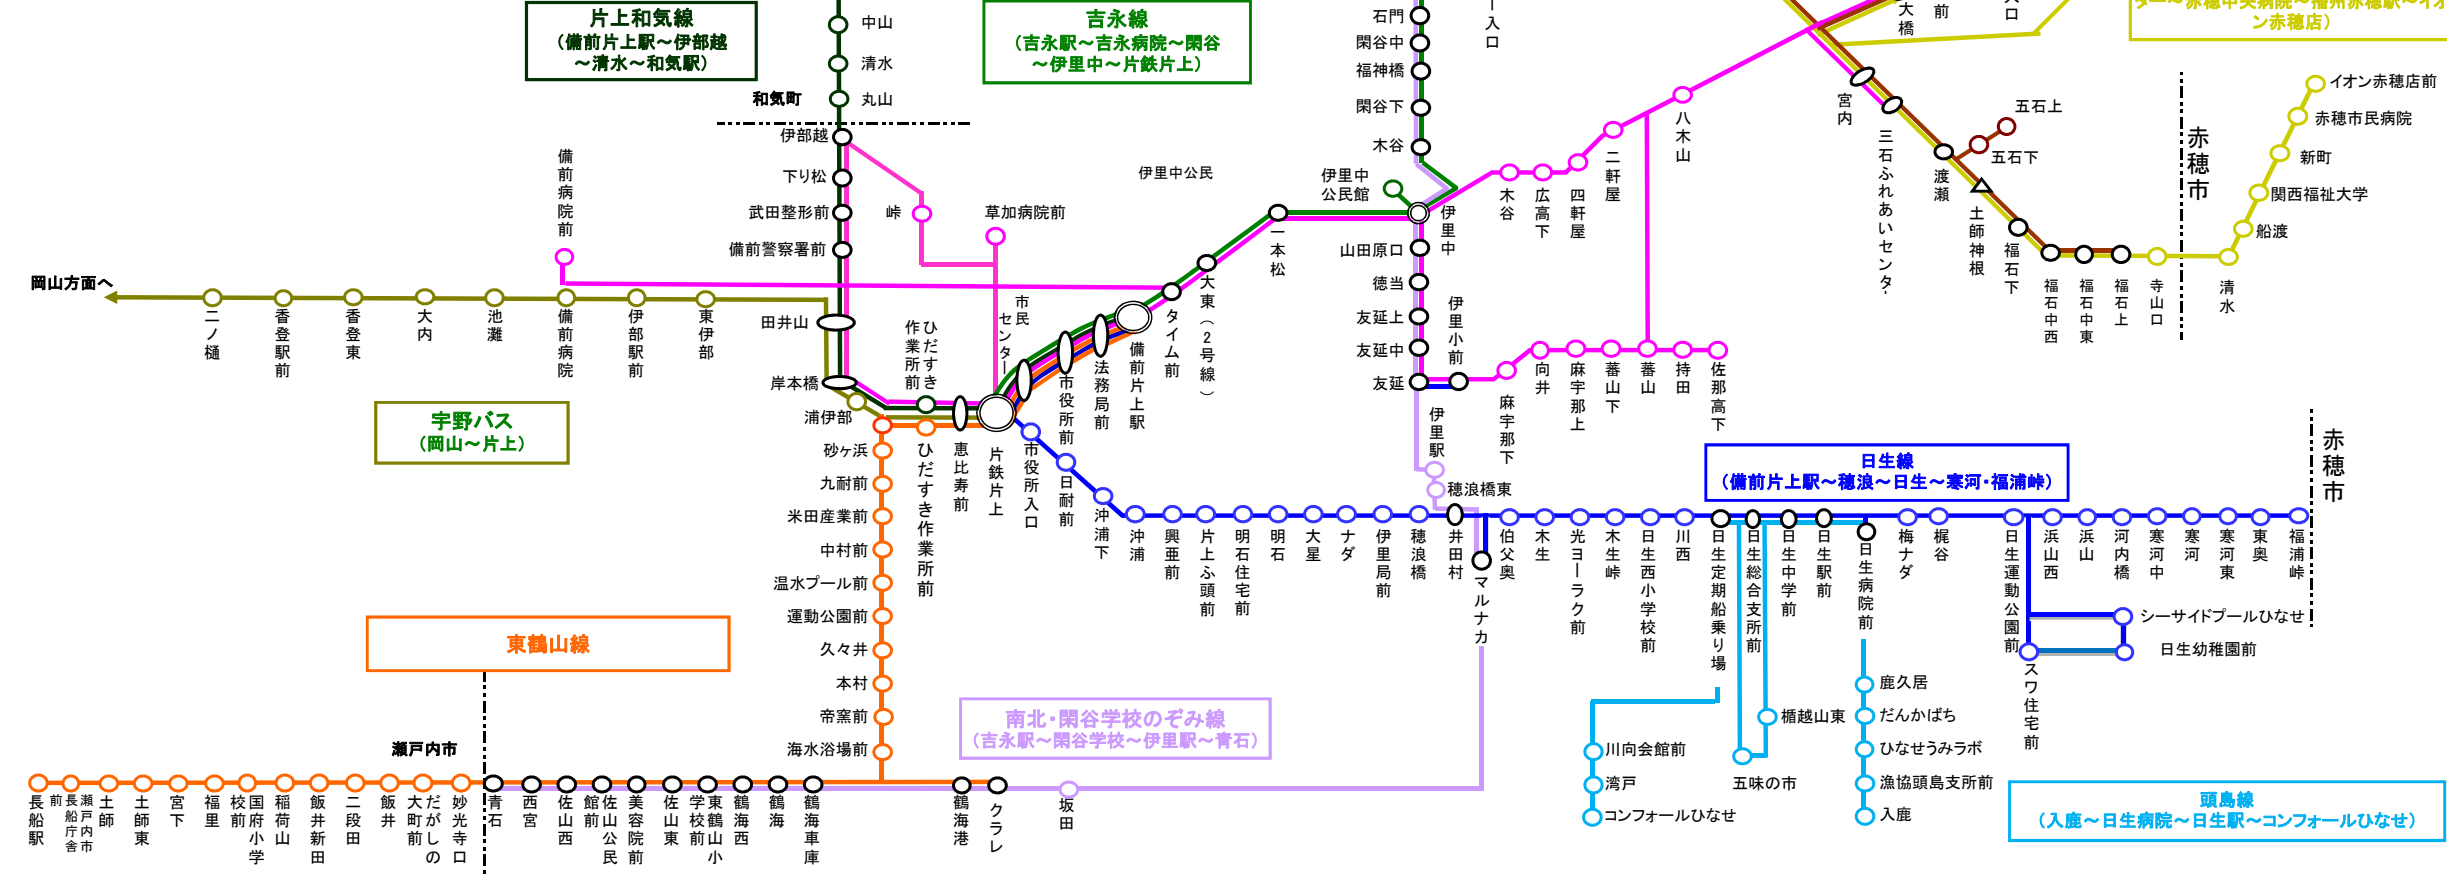 片上和気線
（備前片上駅～伊部越
～清水～和気駅）
中山
清水
丸山
和気町
吉永線
（吉永駅～吉永病院～閑谷
～伊里中～片鉄片上）
石門
閑谷中
福神橋
閑谷下
木谷
ー入口
大橋
前
口
ター～赤穂中央病院～播州赤穂駅～イオ
ン赤穂店）
伊部越
下り松
武田整形前
備前警察署前
田井山
岸本橋
浦伊部
峠
草加病院前
備前病院前
岡山方面へ
二ノ樋
香登駅前
香登東
大内
池灘
備前病院
伊部駅前
東伊部
宇野バス
（岡山～片上）
作業所前
ひだすき
市民
センター
恵比寿前
片鉄片上
ひだすき作業所前
市役所前
法務局前
備前片上駅
タイム前
大東（2号線）
一本松
伊里中公民
伊里中
公民館
伊里中
山田原口
徳当
友延上
友延中
友延
伊里小前
木谷
広高下
四軒屋
二軒屋
八木山
麻宇那下
向井
麻宇那上
蕃山下
蕃山
持田
佐那高下
宮内
三石ふれあいセンター
渡瀬
五石上
五石下
土師神根
福石下
福石中西
福石中東
福石上
寺山口
清水
赤穂市
イオン赤穂店前
赤穂市民病院
新町
関西福祉大学
船渡
砂ヶ浜
九耐前
米田産業前
中村前
温水プール前
運動公園前
久々井
本村
帝窯前
海水浴場前
市役所入口
日耐前
沖浦下
沖浦
興亜前
片上ふ頭前
明石住宅前
明石
大星
ナダ
伊里局前
穂浪橋
伊里駅
穂浪橋東
井田村
マルナカ
伯父奥
木生
光ヨーラク前
木生峠
日生西小学校前
川西
日生定期船乗り場
日生総合支所前
日生中学前
日生駅前
日生病院前
梅ナダ
梶谷
日生運動公園前
浜山西
浜山
河内橋
寒河中
寒河
寒河東
東奥
福浦峠
赤穂市
日生線
（備前片上駅～穂浪～日生～寒河・福浦峠）
シーサイドプールひなせ
日生幼稚園前
スワ住宅前
川向会館前
湾戸
コンフォールひなせ
楯越山東
五味の市
鹿久居
だんかばち
ひなせうみラボ
漁協頭島支所前
入鹿
頭島線
（入鹿～日生病院～日生駅～コンフォールひなせ）
東鶴山線
南北・閑谷学校のぞみ線
（吉永駅～閑谷学校～伊里駅～青石）
瀬戸内市
長船駅
瀬戸内市
長船庁舎
前
土師
土師東
宮下
福里
国府小学
校前
稲荷山
飯井新田
二段田
飯井
だがしの
大町前
妙光寺口
青石
西宮
佐山西
佐山公民
館前
美容院前
佐山東
東鶴山小
学校前
鶴海西
鶴海
鶴海車庫
鶴海港
クラレ
坂田